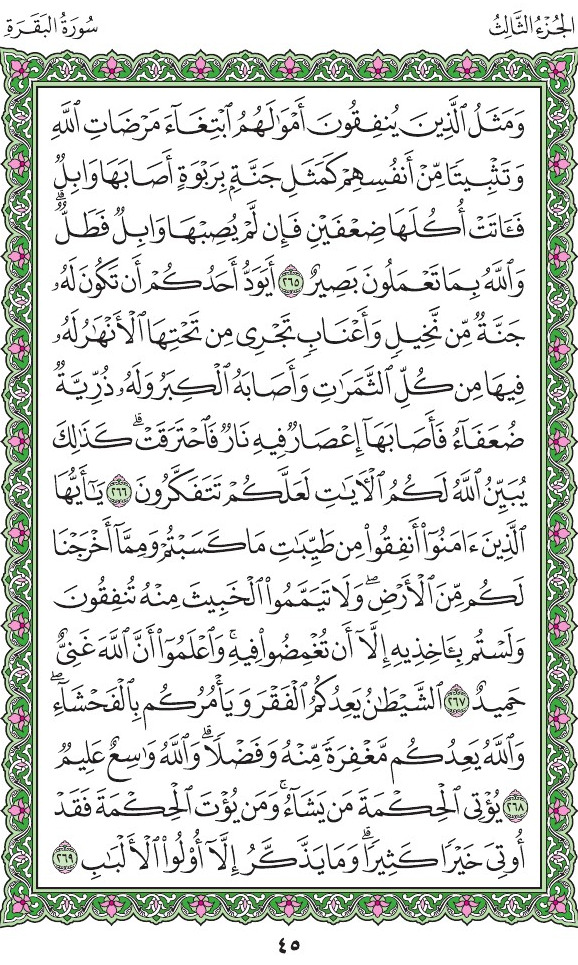 الجُزْءُ الثَّالِثُ
سُورَةُ البَقَرَةِ
وَمَثَلُ ٱلَّذِينَ يُنفِقُونَ أَمْوَٰلَهُمُ ٱبْتِغَآءَ مَرْضَاتِ ٱللَّهِ
وَتَثْبِيتًا مِّنْ أَنفُسِهِمْ كَمَثَلِ جَنَّةٍۭ بِرَبْوَةٍ أَصَابَهَا وَابِلٌ
فَـَٔاتَتْ أُكُلَهَا ضِعْفَيْنِ فَإِن لَّمْ يُصِبْهَا وَابِلٌ فَطَلٌّ ۗ
وَٱللَّهُ بِمَا تَعْمَلُونَ بَصِيرٌ ٢٦٥ أَيَوَدُّ أَحَدُكُمْ أَن تَكُونَ لَهُۥ
جَنَّةٌ مِّن نَّخِيلٍ وَأَعْنَابٍ تَجْرِى مِن تَحْتِهَا ٱلْأَنْهَٰرُ لَهُۥ
فِيهَا مِن كُلِّ ٱلثَّمَرَٰتِ وَأَصَابَهُ ٱلْكِبَرُ وَلَهُۥ ذُرِّيَّةٌ
ضُعَفَآءُ فَأَصَابَهَآ إِعْصَارٌ فِيهِ نَارٌ فَٱحْتَرَقَتْ ۗ كَذَٰلِكَ
يُبَيِّنُ ٱللَّهُ لَكُمُ ٱلْـَٔايَٰتِ لَعَلَّكُمْ تَتَفَكَّرُونَ ٢٦٦ يَٰٓأَيُّهَا
ٱلَّذِينَ ءَامَنُوٓا۟ أَنفِقُوا۟ مِن طَيِّبَٰتِ مَا كَسَبْتُمْ وَمِمَّآ أَخْرَجْنَا
لَكُم مِّنَ ٱلْأَرْضِ ۖ وَلَا تَيَمَّمُوا۟ ٱلْخَبِيثَ مِنْهُ تُنفِقُونَ
وَلَسْتُم بِـَٔاخِذِيهِ إِلَّآ أَن تُغْمِضُوا۟ فِيهِ ۚ وَٱعْلَمُوٓا۟ أَنَّ ٱللَّهَ غَنِىٌّ
حَمِيدٌ ٢٦٧ ٱلشَّيْطَٰنُ يَعِدُكُمُ ٱلْفَقْرَ وَيَأْمُرُكُم بِٱلْفَحْشَآءِ ۖ
وَٱللَّهُ يَعِدُكُم مَّغْفِرَةً مِّنْهُ وَفَضْلًا ۗ وَٱللَّهُ وَٰسِعٌ عَلِيمٌ
٢٦٨ يُؤْتِى ٱلْحِكْمَةَ مَن يَشَآءُ ۚ وَمَن يُؤْتَ ٱلْحِكْمَةَ فَقَدْ
أُوتِىَ خَيْرًا كَثِيرًا ۗ وَمَا يَذَّكَّرُ إِلَّآ أُو۟لُوا۟ ٱلْأَلْبَٰبِ ٢٦٩
٤٥